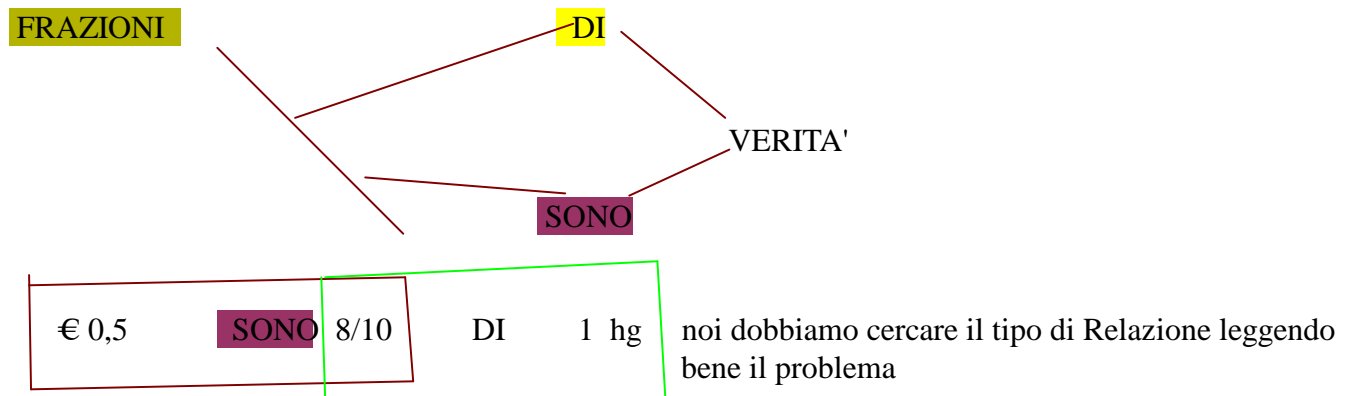 FRAZIONI DI
VERITA'
SONO
€ 0,5 SONO 8/10 DI 1 hg noi dobbiamo cercare il tipo di Relazione leggendo
bene il problema